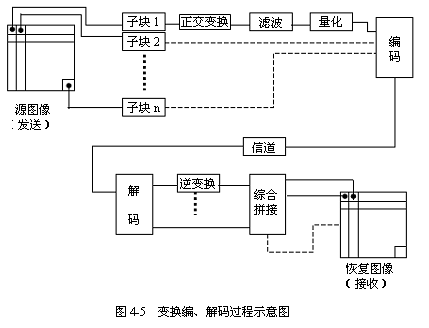 子块 1
正交变换
滤波
量化
子块 2
编
码
子块 n
源图像
（发送）
信道
解
码
逆变换
综合
拼接
恢复图像
（接收）
图 4-5 变换编、解码过程示意图